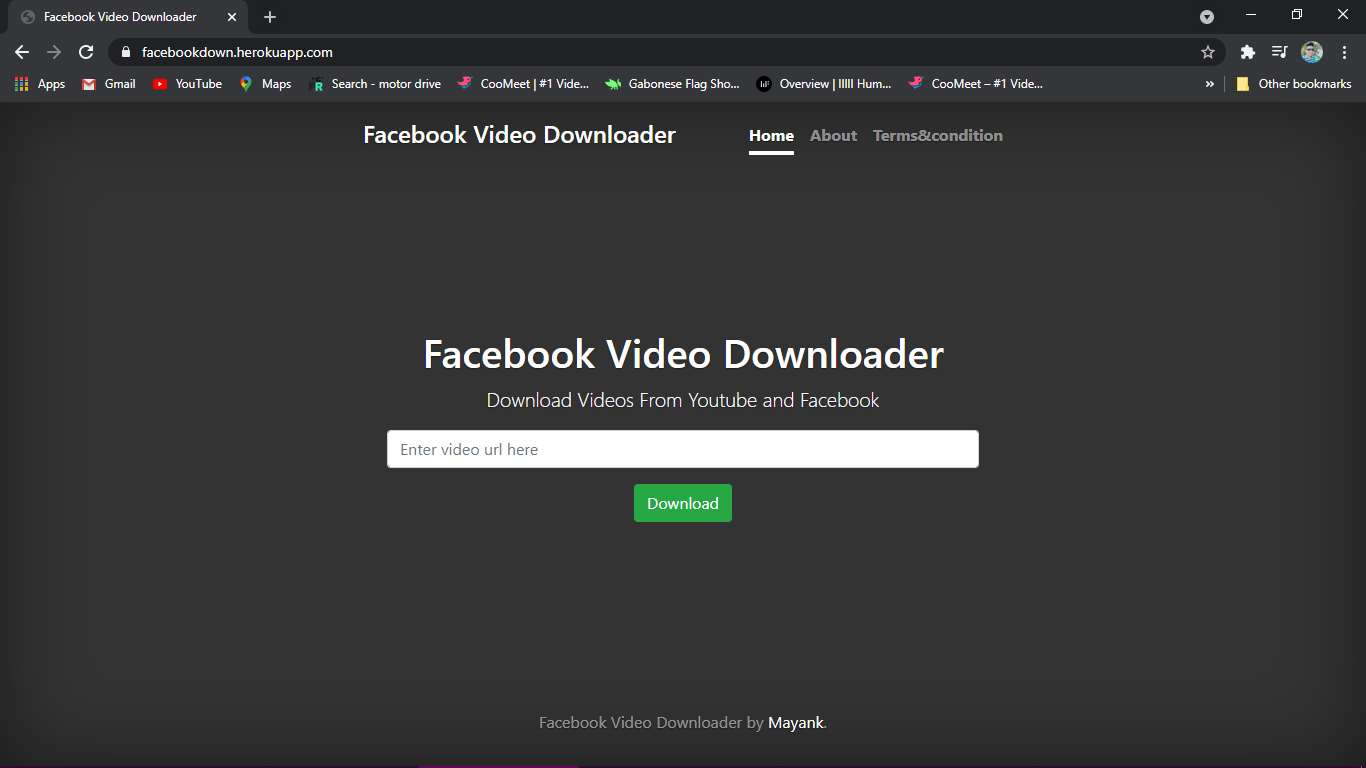 Facebook Video Downloader
facebookdown.herokuapp.com
Apps Gmail YouTube Maps Search - motor drive CooMeet | #1 Vide... Gabonese Flag Sho... Overview | lIIlI Hum... CooMeet – #1 Vide... » Other bookmarks
Facebook Video Downloader Home About Terms&condition
Facebook Video Downloader
Download Videos From Youtube and Facebook
Enter video url here
Download
Facebook Video Downloader by Mayank.